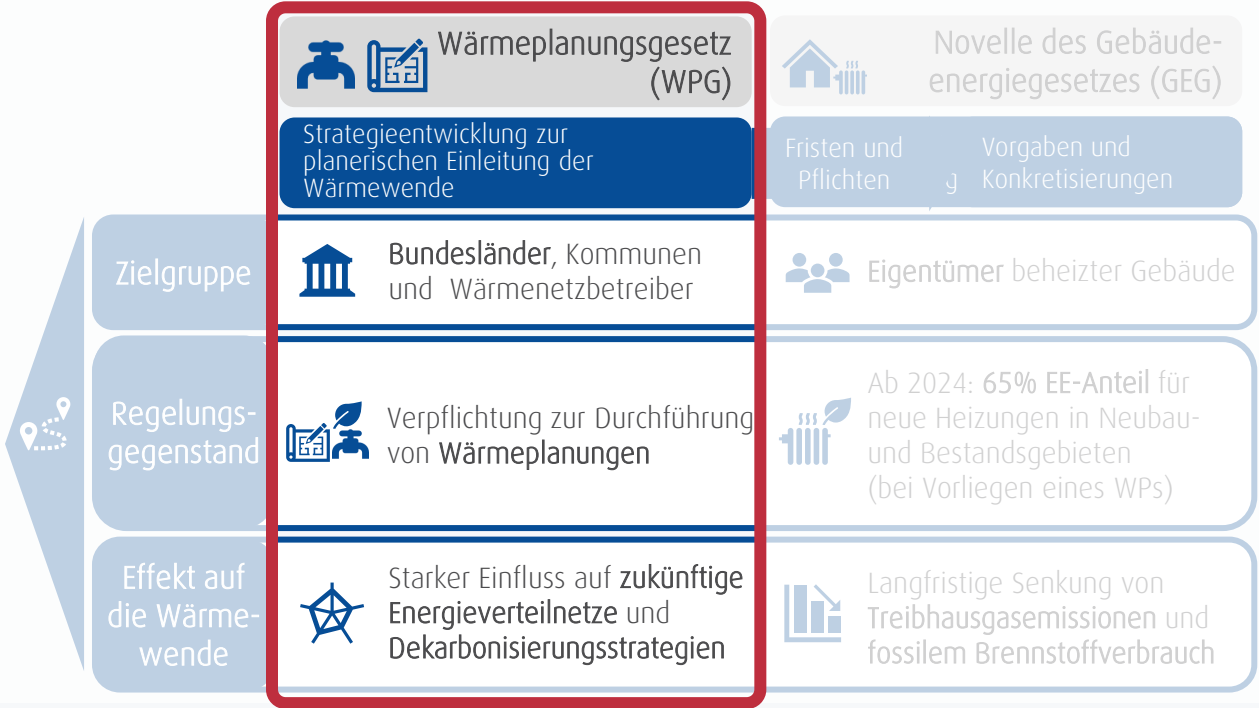 Wärmeplanungsgesetz
(WPG)
Novelle des Gebäude-
energiegesetzes (GEG)
Strategieentwicklung zur
planerischen Einleitung der
Wärmewende
Fristen und
Pflichten
g
Vorgaben und
Konkretisierungen
Zielgruppe
Bundesländer, Kommunen
und Wärmenetzbetreiber
Eigentümer beheizter Gebäude
Regelungs-
gegenstand
Verpflichtung zur Durchführung
von Wärmeplanungen
Ab 2024: 65% EE-Anteil für
neue Heizungen in Neubau-
und Bestandsgebieten
(bei Vorliegen eines WPs)
Effekt auf
die Wärme-
wende
Starker Einfluss auf zukünftige
Energieverteilnetze und
Dekarbonisierungsstrategien
Langfristige Senkung von
Treibhausgasemissionen und
fossilem Brennstoffverbrauch